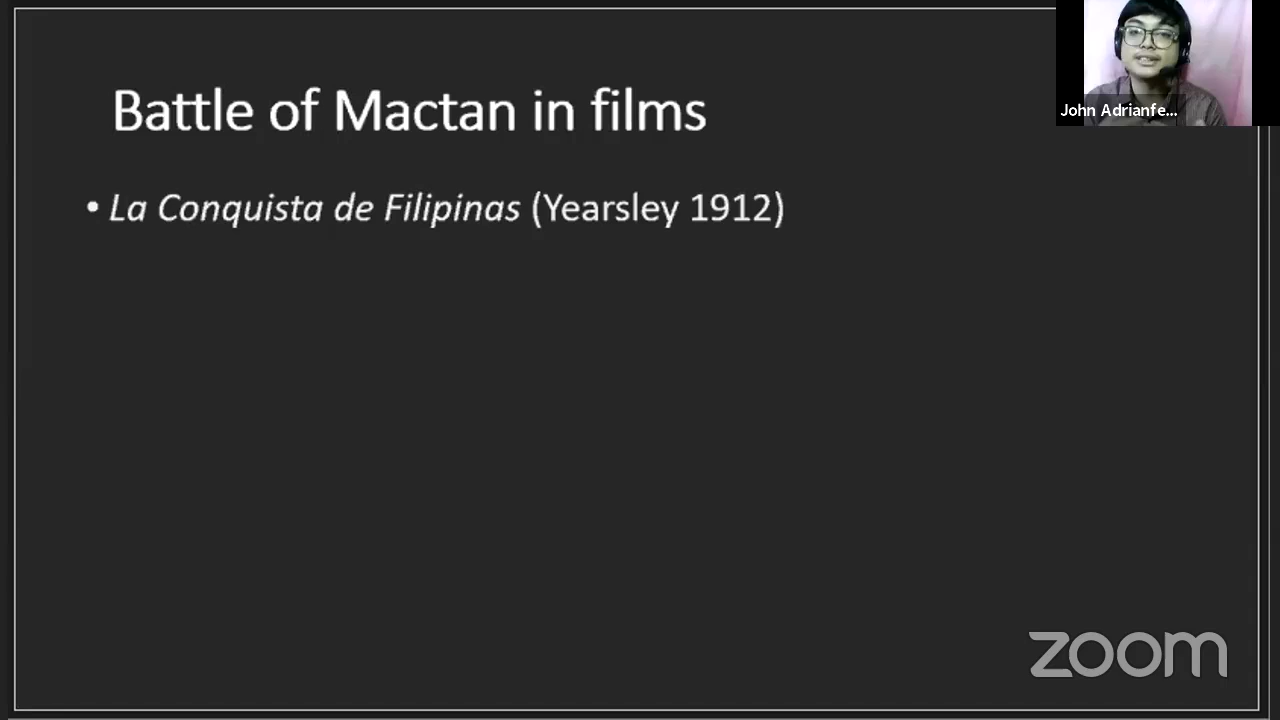 Battle of Mactan in films
• La Conquista de Filipinas (Yearsley 1912)
John Adrianfe...
zoom